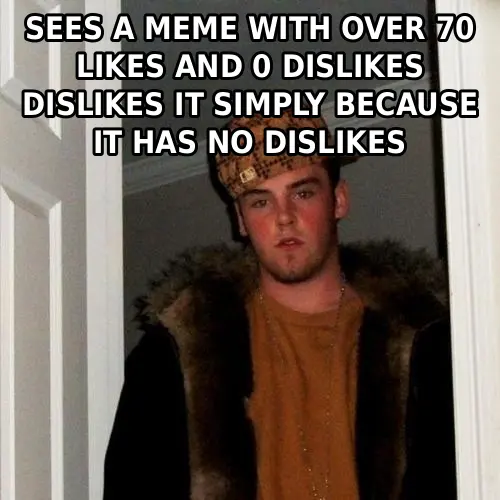 SEES A MEME WITH OVER 70
LIKES AND 0 DISLIKES
DISLIKES IT SIMPLY BECAUSE
IT HAS NO DISLIKES